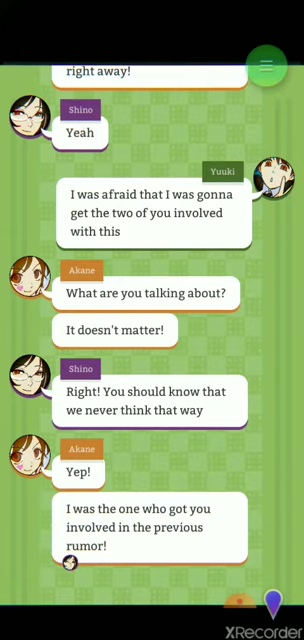 right away!
Shino
Yeah
Yuuki
I was afraid that I was gonna
get the two of you involved
with this
Akane
What are you talking about?
It doesn't matter!
Shino
Right! You should know that
we never think that way
Akane
Yep!
I was the one who got you
involved in the previous
rumor!
XRecorder